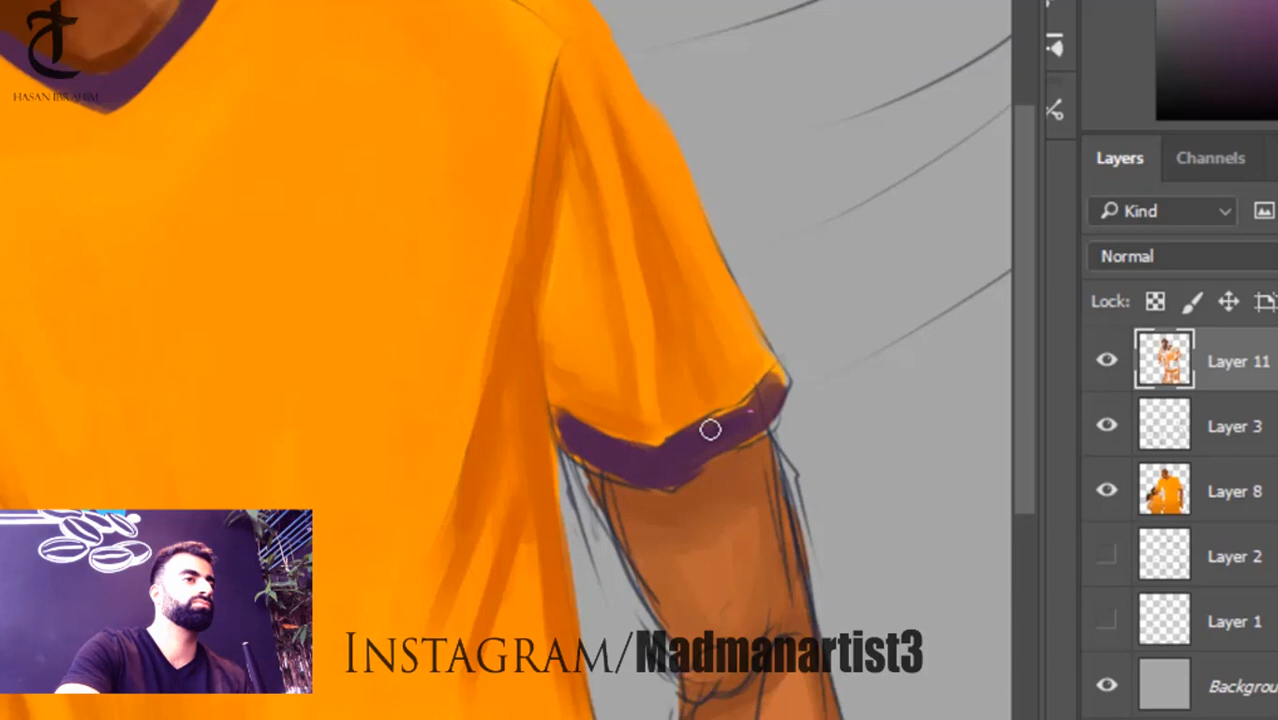 HASAN IBRAHIM
Layers
Channels
Kind
Normal
Lock:
Layer 11
Layer 3
Layer 8
Layer 2
Layer 1
Backgrou
INSTAGRAM/Madmanartist3